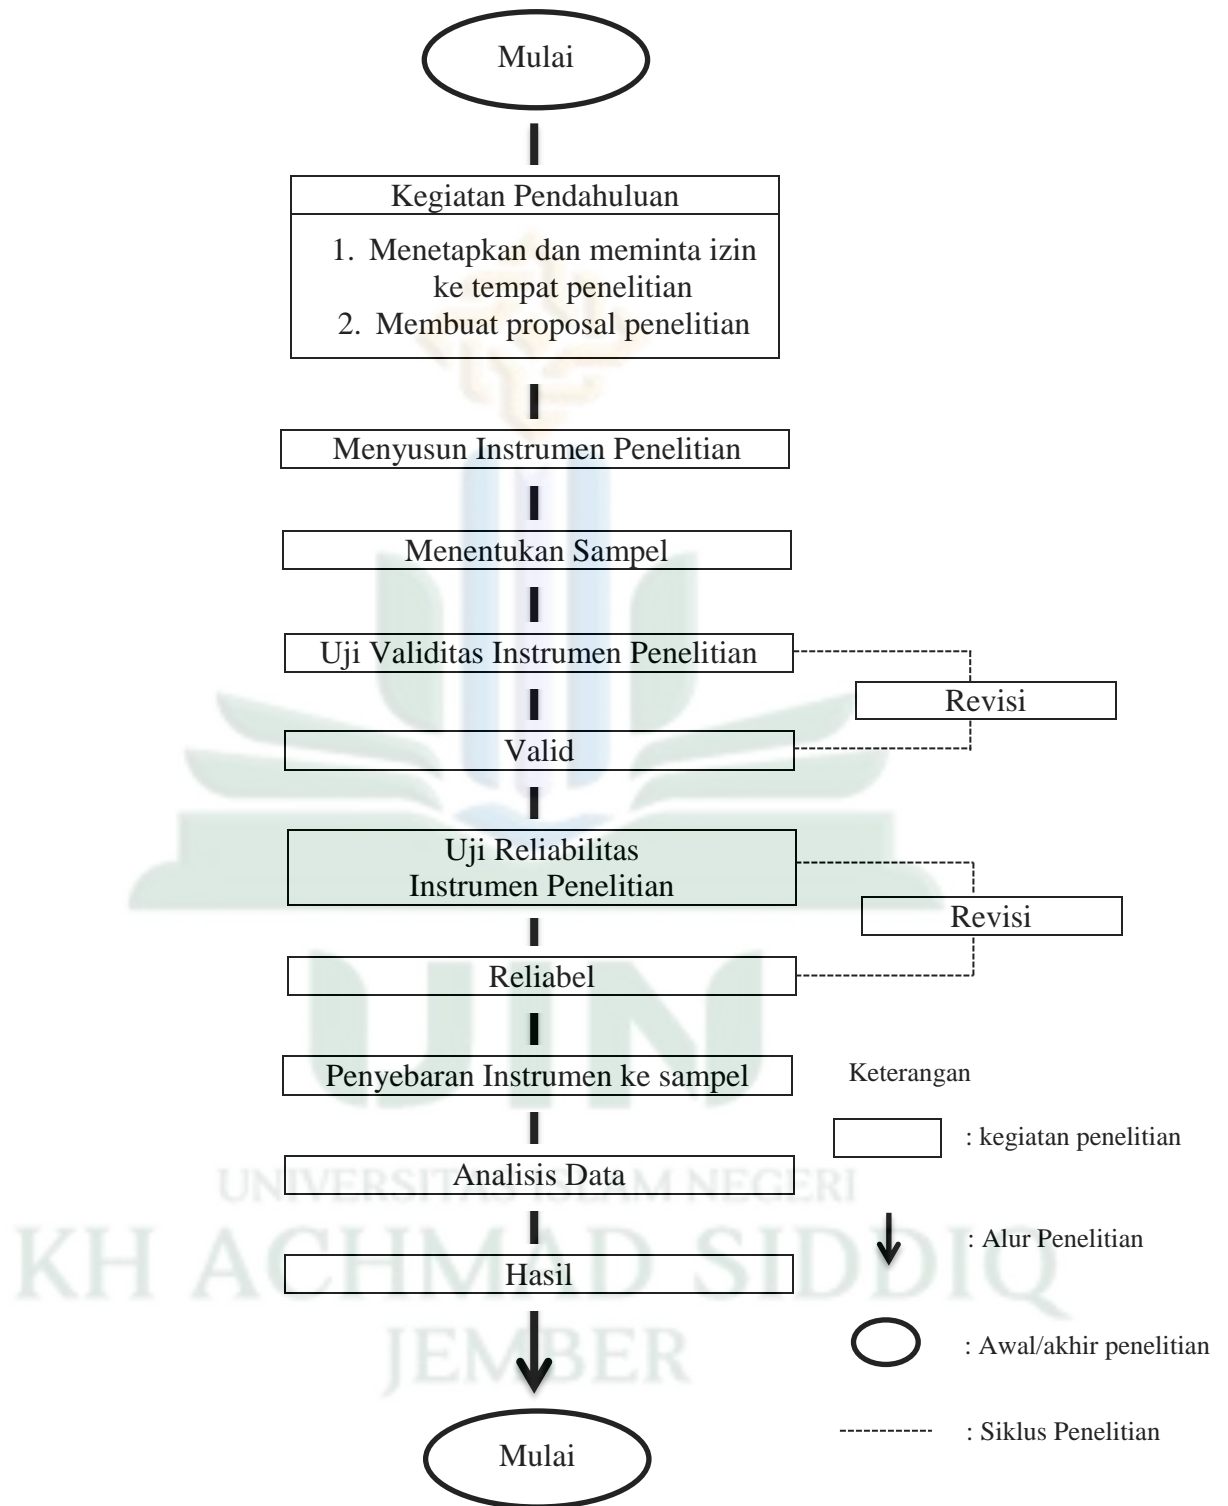 Mulai
Kegiatan Pendahuluan
1. Menetapkan dan meminta izin
ke tempat penelitian
2. Membuat proposal penelitian
Menyusun Instrumen Penelitian
Menentukan Sampel
Uji Validitas Instrumen Penelitian
Revisi
Valid
Uji Reliabilitas
Instrumen Penelitian
Revisi
Reliabel
UIN
Penyebaran Instrumen ke sampel
Keterangan
: kegiatan penelitian
Analisis Data
UNIVERSITAS ISLAM NEGERI
: Alur Penelitian
KH ACHMAD SIDDIQ
Hasil
JEMBER
: Awal/akhir penelitian
Mulai
: Siklus Penelitian